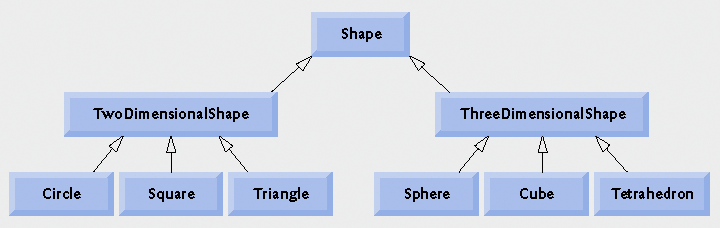 Shape
TwoDimensionalShape
ThreeDimensionalShape
Circle
Square
Triangle
Sphere
Cube
Tetrahedron